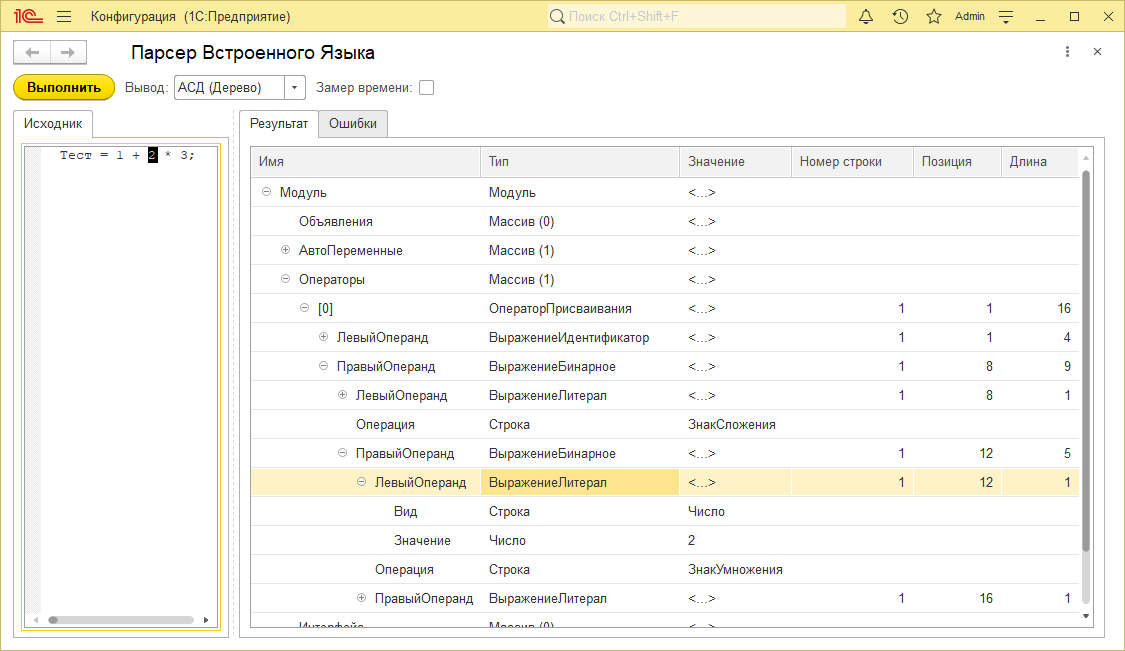 1С Конфигурация (1С:Предприятие) Поиск Ctrl+Shift+F Admin
Парсер Встроенного Языка
Выполнить Вывод: АСД (Дерево) Замер времени:
Исходник Результат Ошибки
Тест = 1 + 2 * 3;
Имя Тип Значение Номер строки Позиция Длина
Модуль Модуль <...>
Объявления Массив (0) <...>
АвтоПеременные Массив (1) <...>
Операторы Массив (1) <...>
[0] ОператорПрисваивания <...> 1 1 16
ЛевыйОперанд ВыражениеИдентификатор <...> 1 1 4
ПравыйОперанд ВыражениеБинарное <...> 1 8 9
ЛевыйОперанд ВыражениеЛитерал <...> 1 8 1
Операция Строка ЗнакСложения
ПравыйОперанд ВыражениеБинарное <...> 1 12 5
ЛевыйОперанд ВыражениеЛитерал <...> 1 12 1
Вид Строка Число
Значение Число 2
Операция Строка ЗнакУмножения
ПравыйОперанд ВыражениеЛитерал <...> 1 16 1
Интерфейс Массив (0) <...>